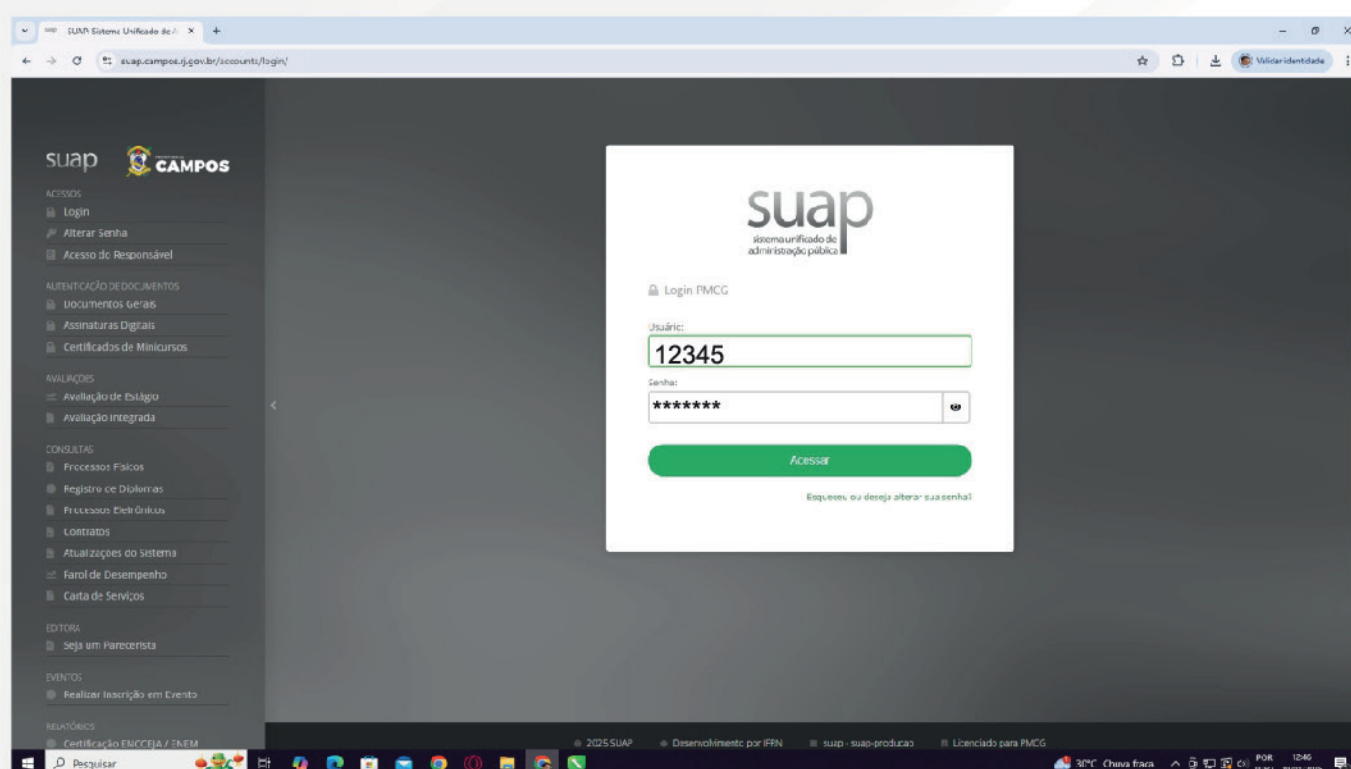 SUAP Sistema Unificado de A
suap.campos.rj.gov.br/accounts/login/
Validar identidade
suap
CAMPOS
ACESSOS
Login
Alterar Senha
Acesso do Responsável
AUTENTICAÇÃO DE DOCUMENTOS
Documentos Gerais
Assinaturas Digitais
Certificados de Minicursos
AVALIAÇÕES
Avaliação de Estágio
Avaliação Integrada
CONSULTAS
Processos Físicos
Registro de Diplomas
Processos Eletrônicos
Contratos
Atualizações do Sistema
Farol de Desempenho
Carta de Serviços
EDITORA
Seja um Parecerista
EVENTOS
Realizar Inscrição em Evento
RELATÓRIOS
Certificação ENCCEJA / ENEM
suap
sistema unificado de
administração pública
Login PMCG
Usuário:
12345
Senha:
*******
Acessar
Esqueceu ou deseja alterar sua senha?
2025 SUAP Desenvolvimento por IFRN suap - suap-producao Licenciado para PMCG
Pesquisar
30°C Chuva fraca
POR
12:46